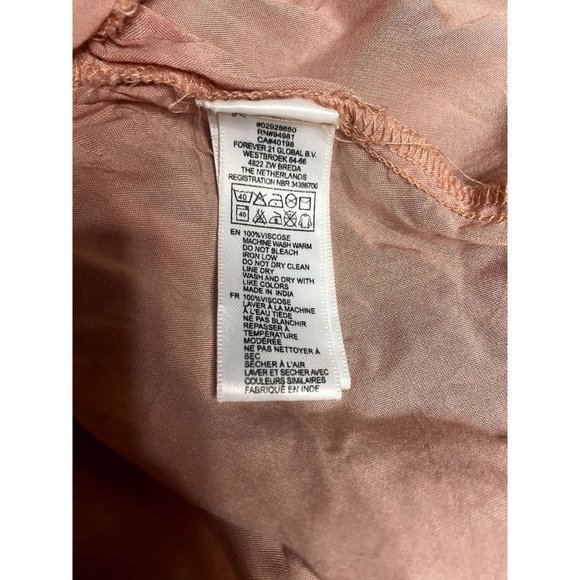 #02928650
RN#94981
CA#40198
FOREVER 21 GLOBAL B.V.
WESTBROEK 64-66
4822 ZW BREDA
THE NETHERLANDS
REGISTRATION NBR 34386700
40
40
EN 100%VISCOSE
MACHINE WASH WARM
DO NOT BLEACH
IRON LOW
DO NOT DRY CLEAN
LINE DRY
WASH AND DRY WITH
LIKE COLORS
MADE IN INDIA
FR 100%VISCOSE
LAVER À LA MACHINE
À L'EAU TIÈDE
NE PAS BLANCHIR
REPASSER À
TEMPÉRATURE
MODÉRÉE
NE PAS NETTOYER À
SEC
SÉCHER À L'AIR
LAVER ET SECHER AVEC
COULEURS SIMILAIRES
FABRIQUÉ EN INDE